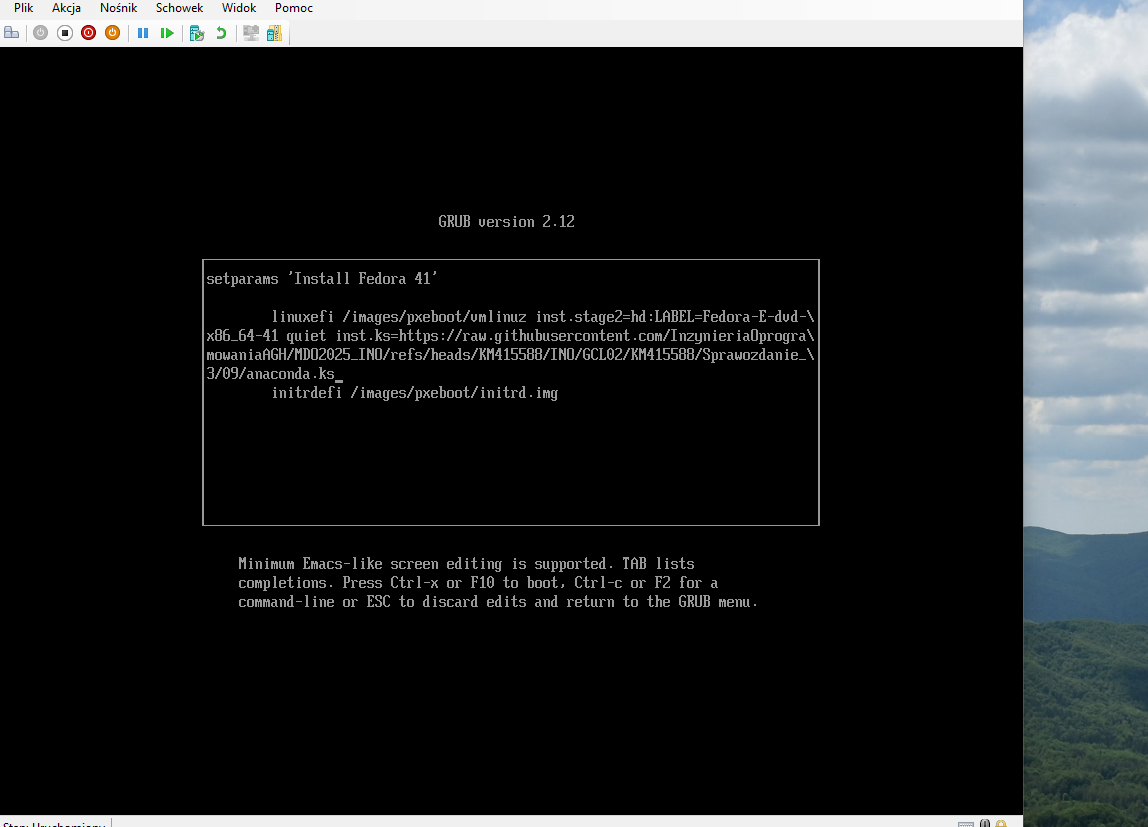 Plik Akcja Nośnik Schowek Widok Pomoc
GRUB version 2.12
setparams 'Install Fedora 41'
linuxefi /images/pxeboot/vmlinuz inst.stage2=hd:LABEL=Fedora-E-dvd-\
x86_64-41 quiet inst.ks=https://raw.githubusercontent.com/InzynieriaOprogra\
mowaniaAGH/MDO2025_INO/refs/heads/KM415588/INO/GCL02/KM415588/Sprawozdanie_\
3/09/anaconda.ks_
initrdefi /images/pxeboot/initrd.img
Minimum Emacs-like screen editing is supported. TAB lists
completions. Press Ctrl-x or F10 to boot, Ctrl-c or F2 for a
command-line or ESC to discard edits and return to the GRUB menu.
Stan: Uruchomiony